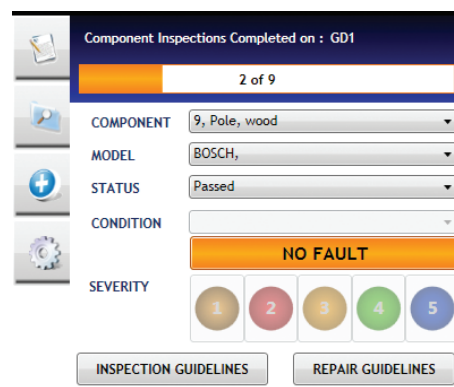 Component Inspections Completed on : GD1
2 of 9
COMPONENT 9, Pole, wood
MODEL BOSCH,
STATUS Passed
CONDITION
NO FAULT
SEVERITY 1 2 3 4 5
INSPECTION GUIDELINES REPAIR GUIDELINES